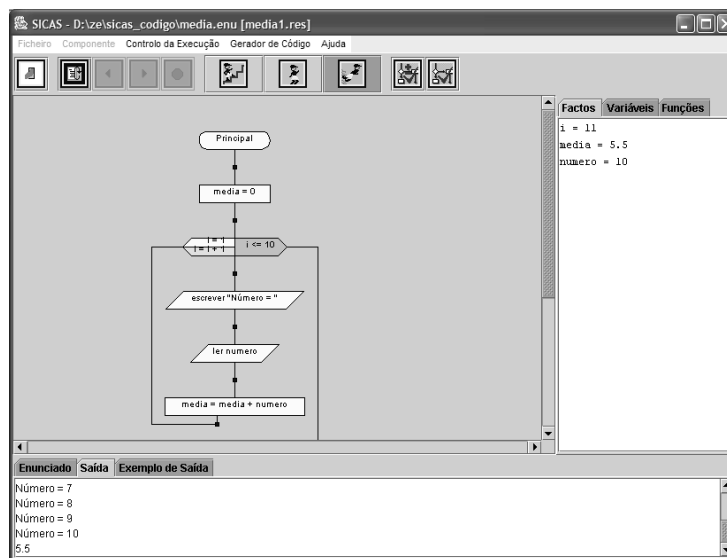 SICAS - D:\ze\sicas_codigo\media.enu [media1.res]
Ficheiro Componente Controlo da Execução Gerador de Código Ajuda
Factos Variáveis Funções
i = 11
media = 5.5
numero = 10
Principal
media = 0
i = 1
i = i + 1
i <= 10
escrever "Número = "
ler numero
media = media + numero
Enunciado Saída Exemplo de Saída
Número = 7
Número = 8
Número = 9
Número = 10
5.5